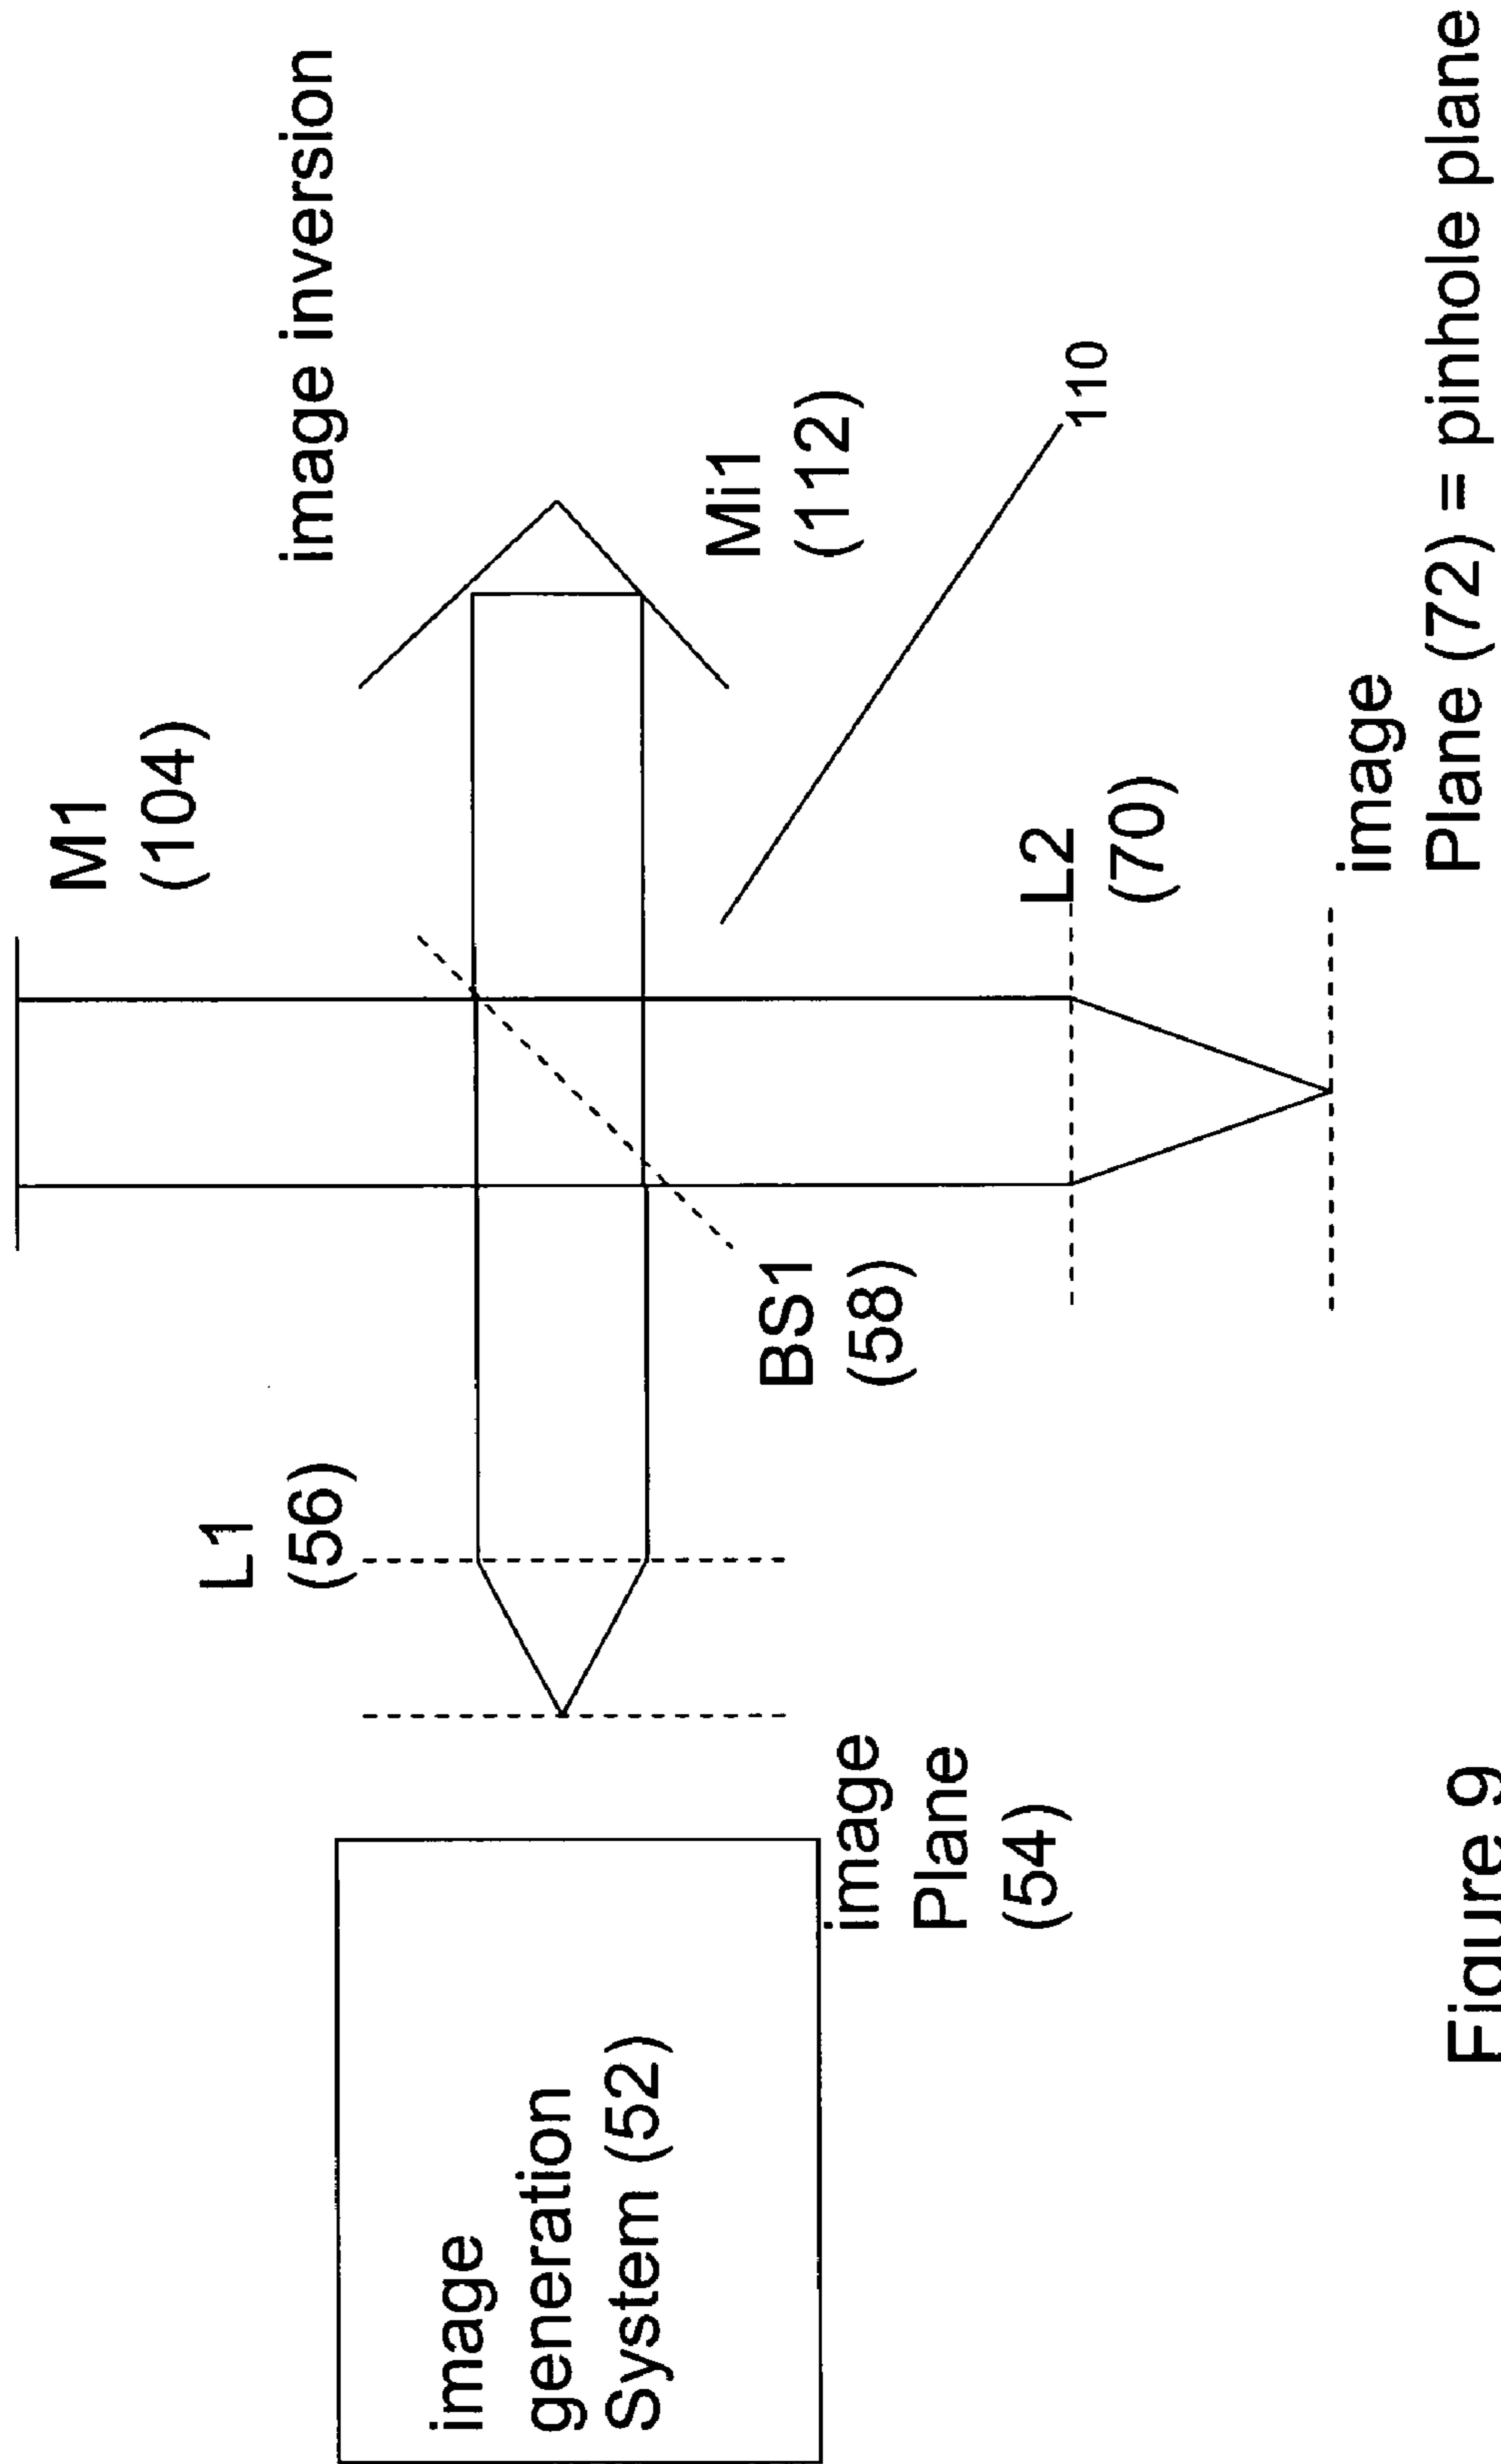 M1
(104)
image inversion
L1
(56)
Mi1
(112)
BS1
(58)
110
image
generation
System (52)
L2
(70)
image
Plane
(54)
image
Plane (72) = pinhole plane
Figure 9